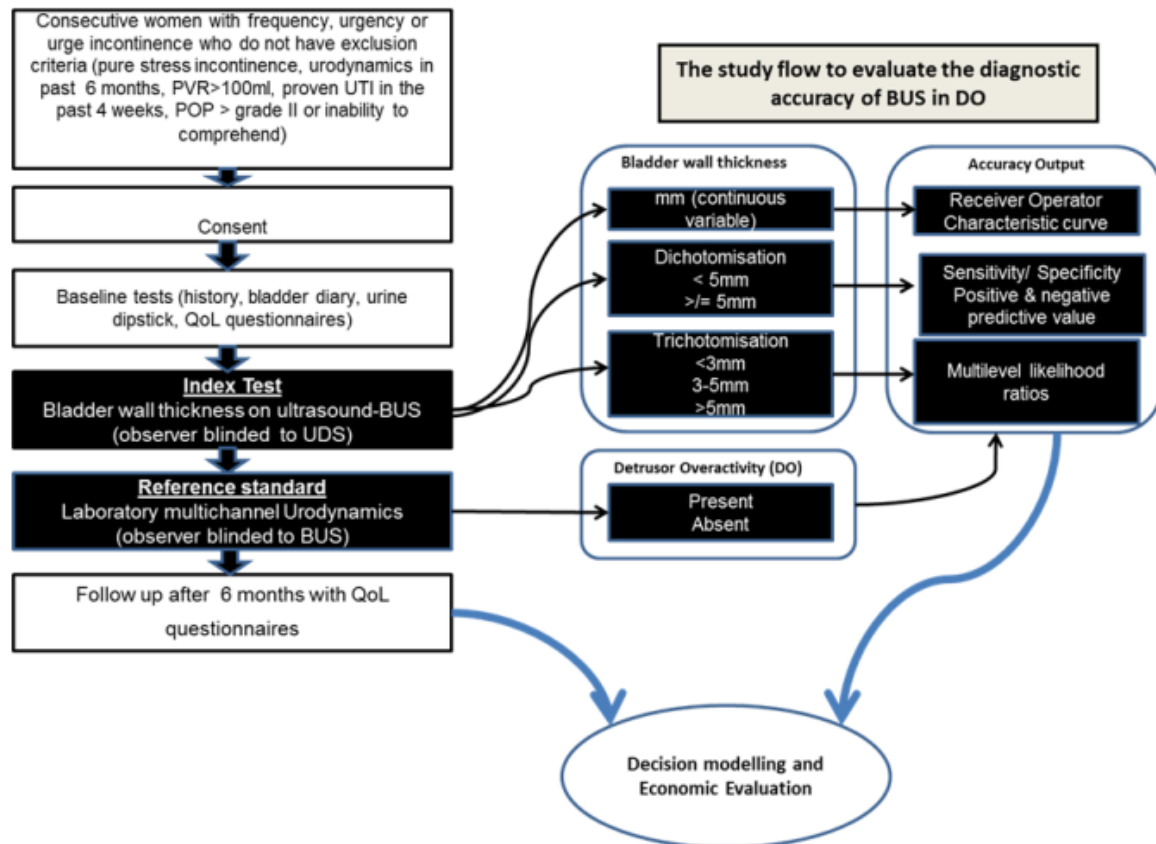 Consecutive women with frequency, urgency or
urge incontinence who do not have exclusion
criteria (pure stress incontinence, urodynamics in
past 6 months, PVR>100ml, proven UTI in the
the past 4 weeks, POP > grade II or inability to
comprehend)
Consent
Baseline tests (history, bladder diary, urine
dipstick, QoL questionnaires)
Index Test
Bladder wall thickness on ultrasound-BUS
(observer blinded to UDS)
Reference standard
Laboratory multichannel Urodynamics
(observer blinded to BUS)
Follow up after 6 months with QoL
questionnaires
The study flow to evaluate the diagnostic
accuracy of BUS in DO
Bladder wall thickness
mm (continuous
variable)
Dichotomisation
< 5mm
>/= 5mm
Trichotomisation
<3mm
3-5mm
>5mm
Detrusor Overactivity (DO)
Present
Absent
Accuracy Output
Receiver Operator
Characteristic curve
Sensitivity/ Specificity
Positive & negative
predictive value
Multilevel likelihood
ratios
Decision modelling and
Economic Evaluation